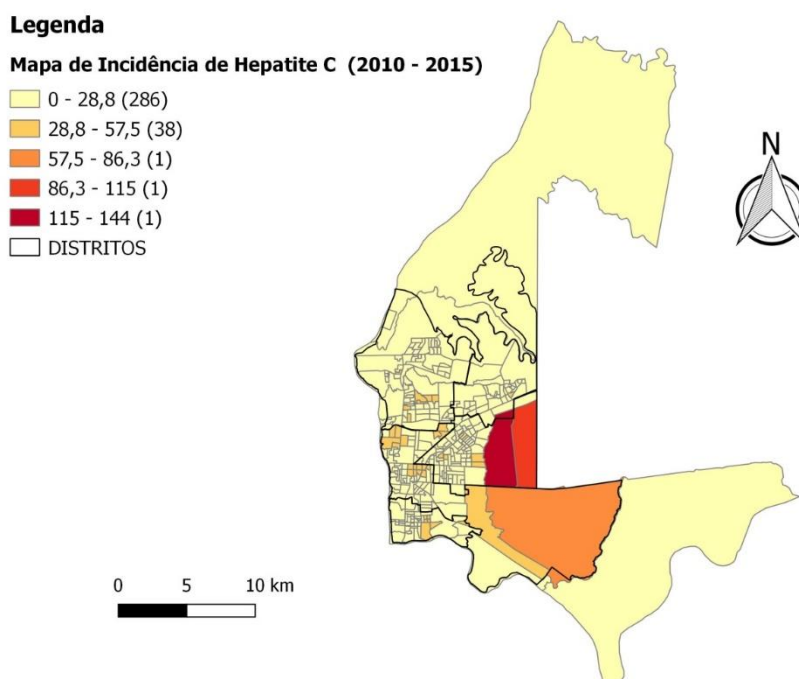 Legenda
Mapa de Incidência de Hepatite C (2010 - 2015)
0 - 28,8 (286)
28,8 - 57,5 (38)
57,5 - 86,3 (1)
86,3 - 115 (1)
115 - 144 (1)
DISTRITOS
N
0 5 10 km